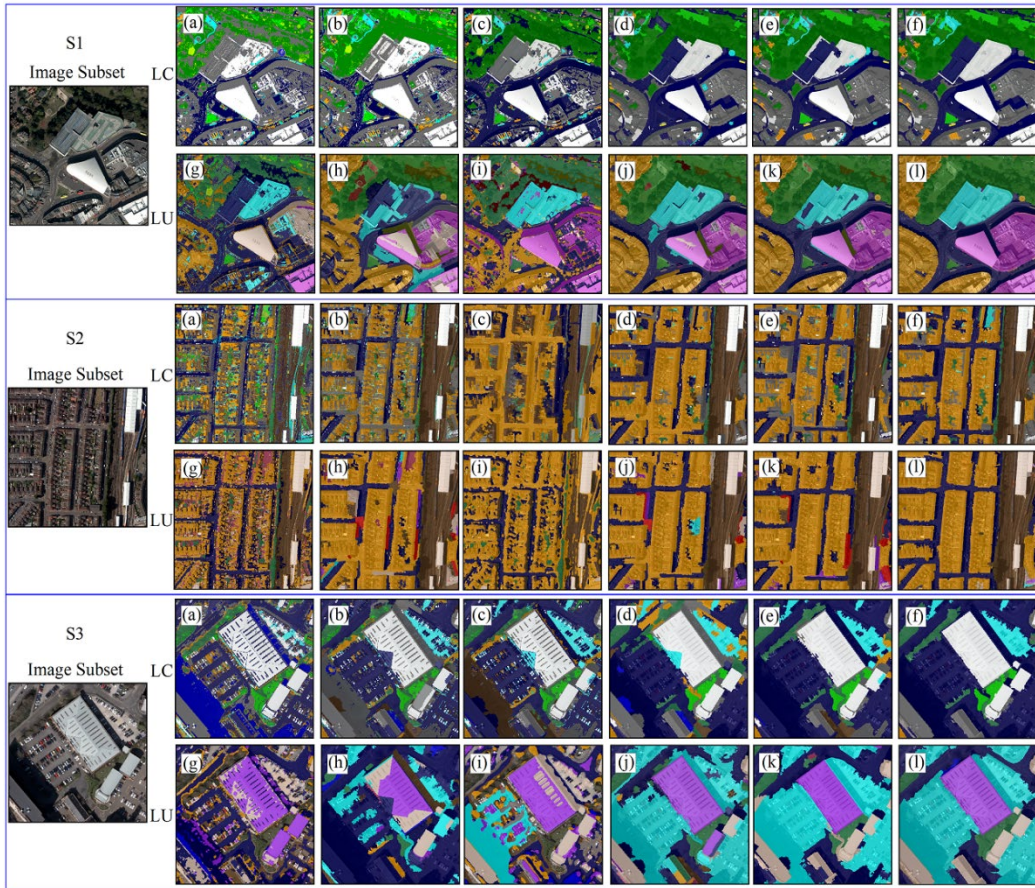 S1
Image Subset
LC
(a) (b) (c) (d) (e) (f)
LU
(g) (h) (i) (j) (k) (l)
S2
Image Subset
LC
(a) (b) (c) (d) (e) (f)
LU
(g) (h) (i) (j) (k) (l)
S3
Image Subset
LC
(a) (b) (c) (d) (e) (f)
LU
(g) (h) (i) (j) (k) (l)